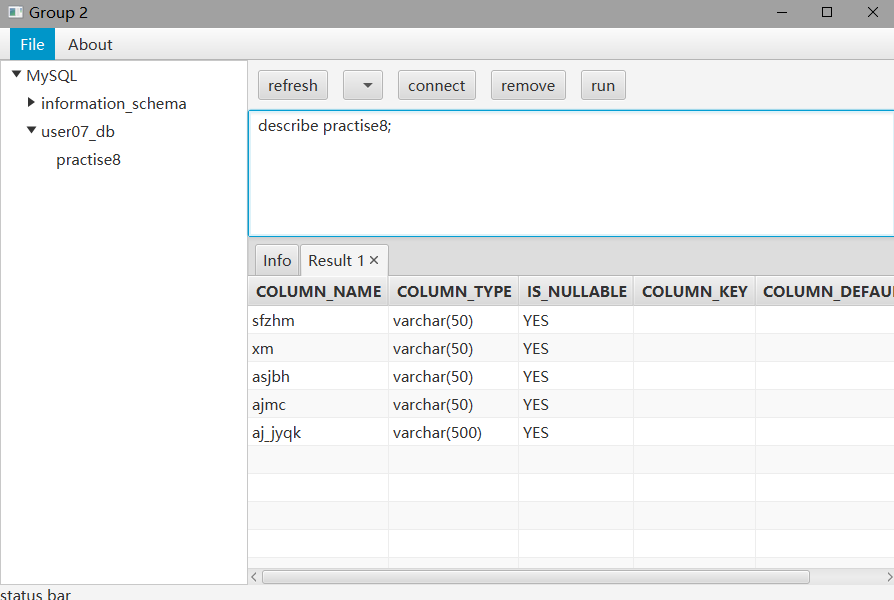 Group 2
File About
MySQL
information_schema
user07_db
practise8
refresh connect remove run
describe practise8;
Info Result 1
COLUMN_NAME COLUMN_TYPE IS_NULLABLE COLUMN_KEY COLUMN_DEFAU
sfzhm varchar(50) YES
xm varchar(50) YES
asjbh varchar(50) YES
ajmc varchar(50) YES
aj_jyqk varchar(500) YES
status bar